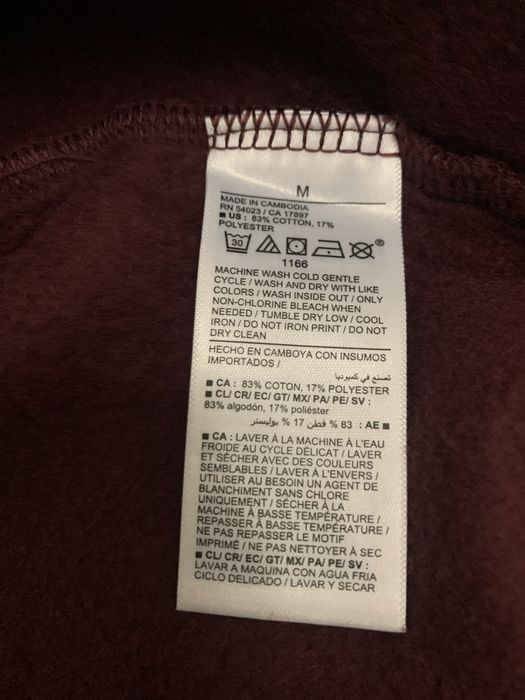 M
MADE IN CAMBODIA
RN 54023 / CA 17897
■ US : 83% COTTON, 17%
POLYESTER
30
®
1166
MACHINE WASH COLD GENTLE
CYCLE / WASH AND DRY WITH LIKE
COLORS / WASH INSIDE OUT / ONLY
NON-CHLORINE BLEACH WHEN
NEEDED / TUMBLE DRY LOW / COOL
IRON / DO NOT IRON PRINT / DO NOT
DRY CLEAN
HECHO EN CAMBOYA CON INSUMOS
IMPORTADOS /
تصنع في كمبوديا
■ CA : 83% COTON, 17% POLYESTER
■ CL/ CR/ EC/ GT/ MX/ PA/ PE/ SV :
83% algodón, 17% poliéster
■ AE : 83 % قطن 17 % بوليستر
■ CA : LAVER À LA MACHINE À L'EAU
FROIDE AU CYCLE DÉLICAT / LAVER
ET SÉCHER AVEC DES COULEURS
SEMBLABLES / LAVER À L'ENVERS /
UTILISER AU BESOIN UN AGENT DE
BLANCHIMENT SANS CHLORE
UNIQUEMENT / SÉCHER À LA
MACHINE À BASSE TEMPÉRATURE /
REPASSER À BASSE TEMPÉRATURE /
NE PAS REPASSER LE MOTIF
IMPRIMÉ / NE PAS NETTOYER À SEC
■ CL/ CR/ EC/ GT/ MX/ PA/ PE/ SV :
LAVAR A MAQUINA CON AGUA FRIA
CICLO DELICADO / LAVAR Y SECAR